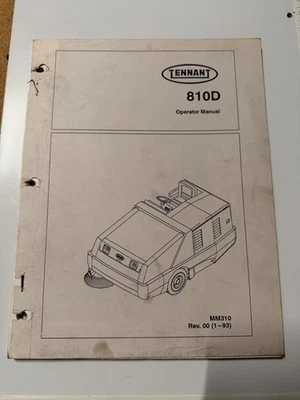 TENNANT
810D
Operator Manual
MM310
Rev. 00 (1-93)